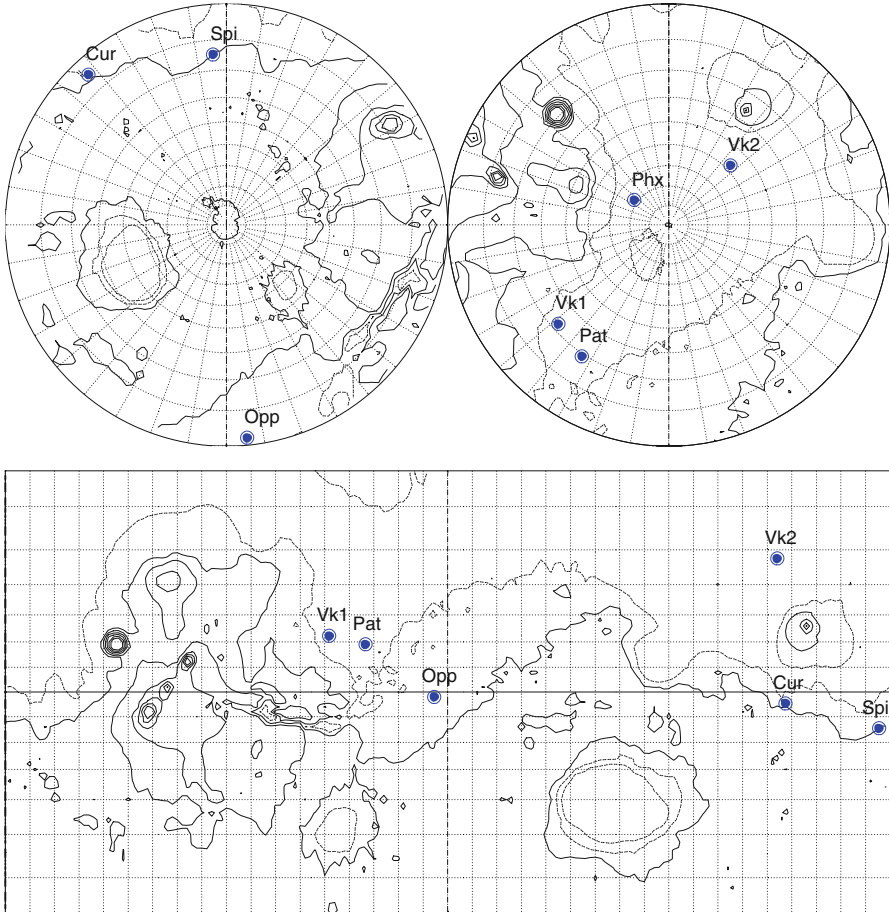 Cur
Spi
Opp
Phx
Vk2
Vk1
Pat
Vk2
Vk1
Pat
Opp
Cur
Spi